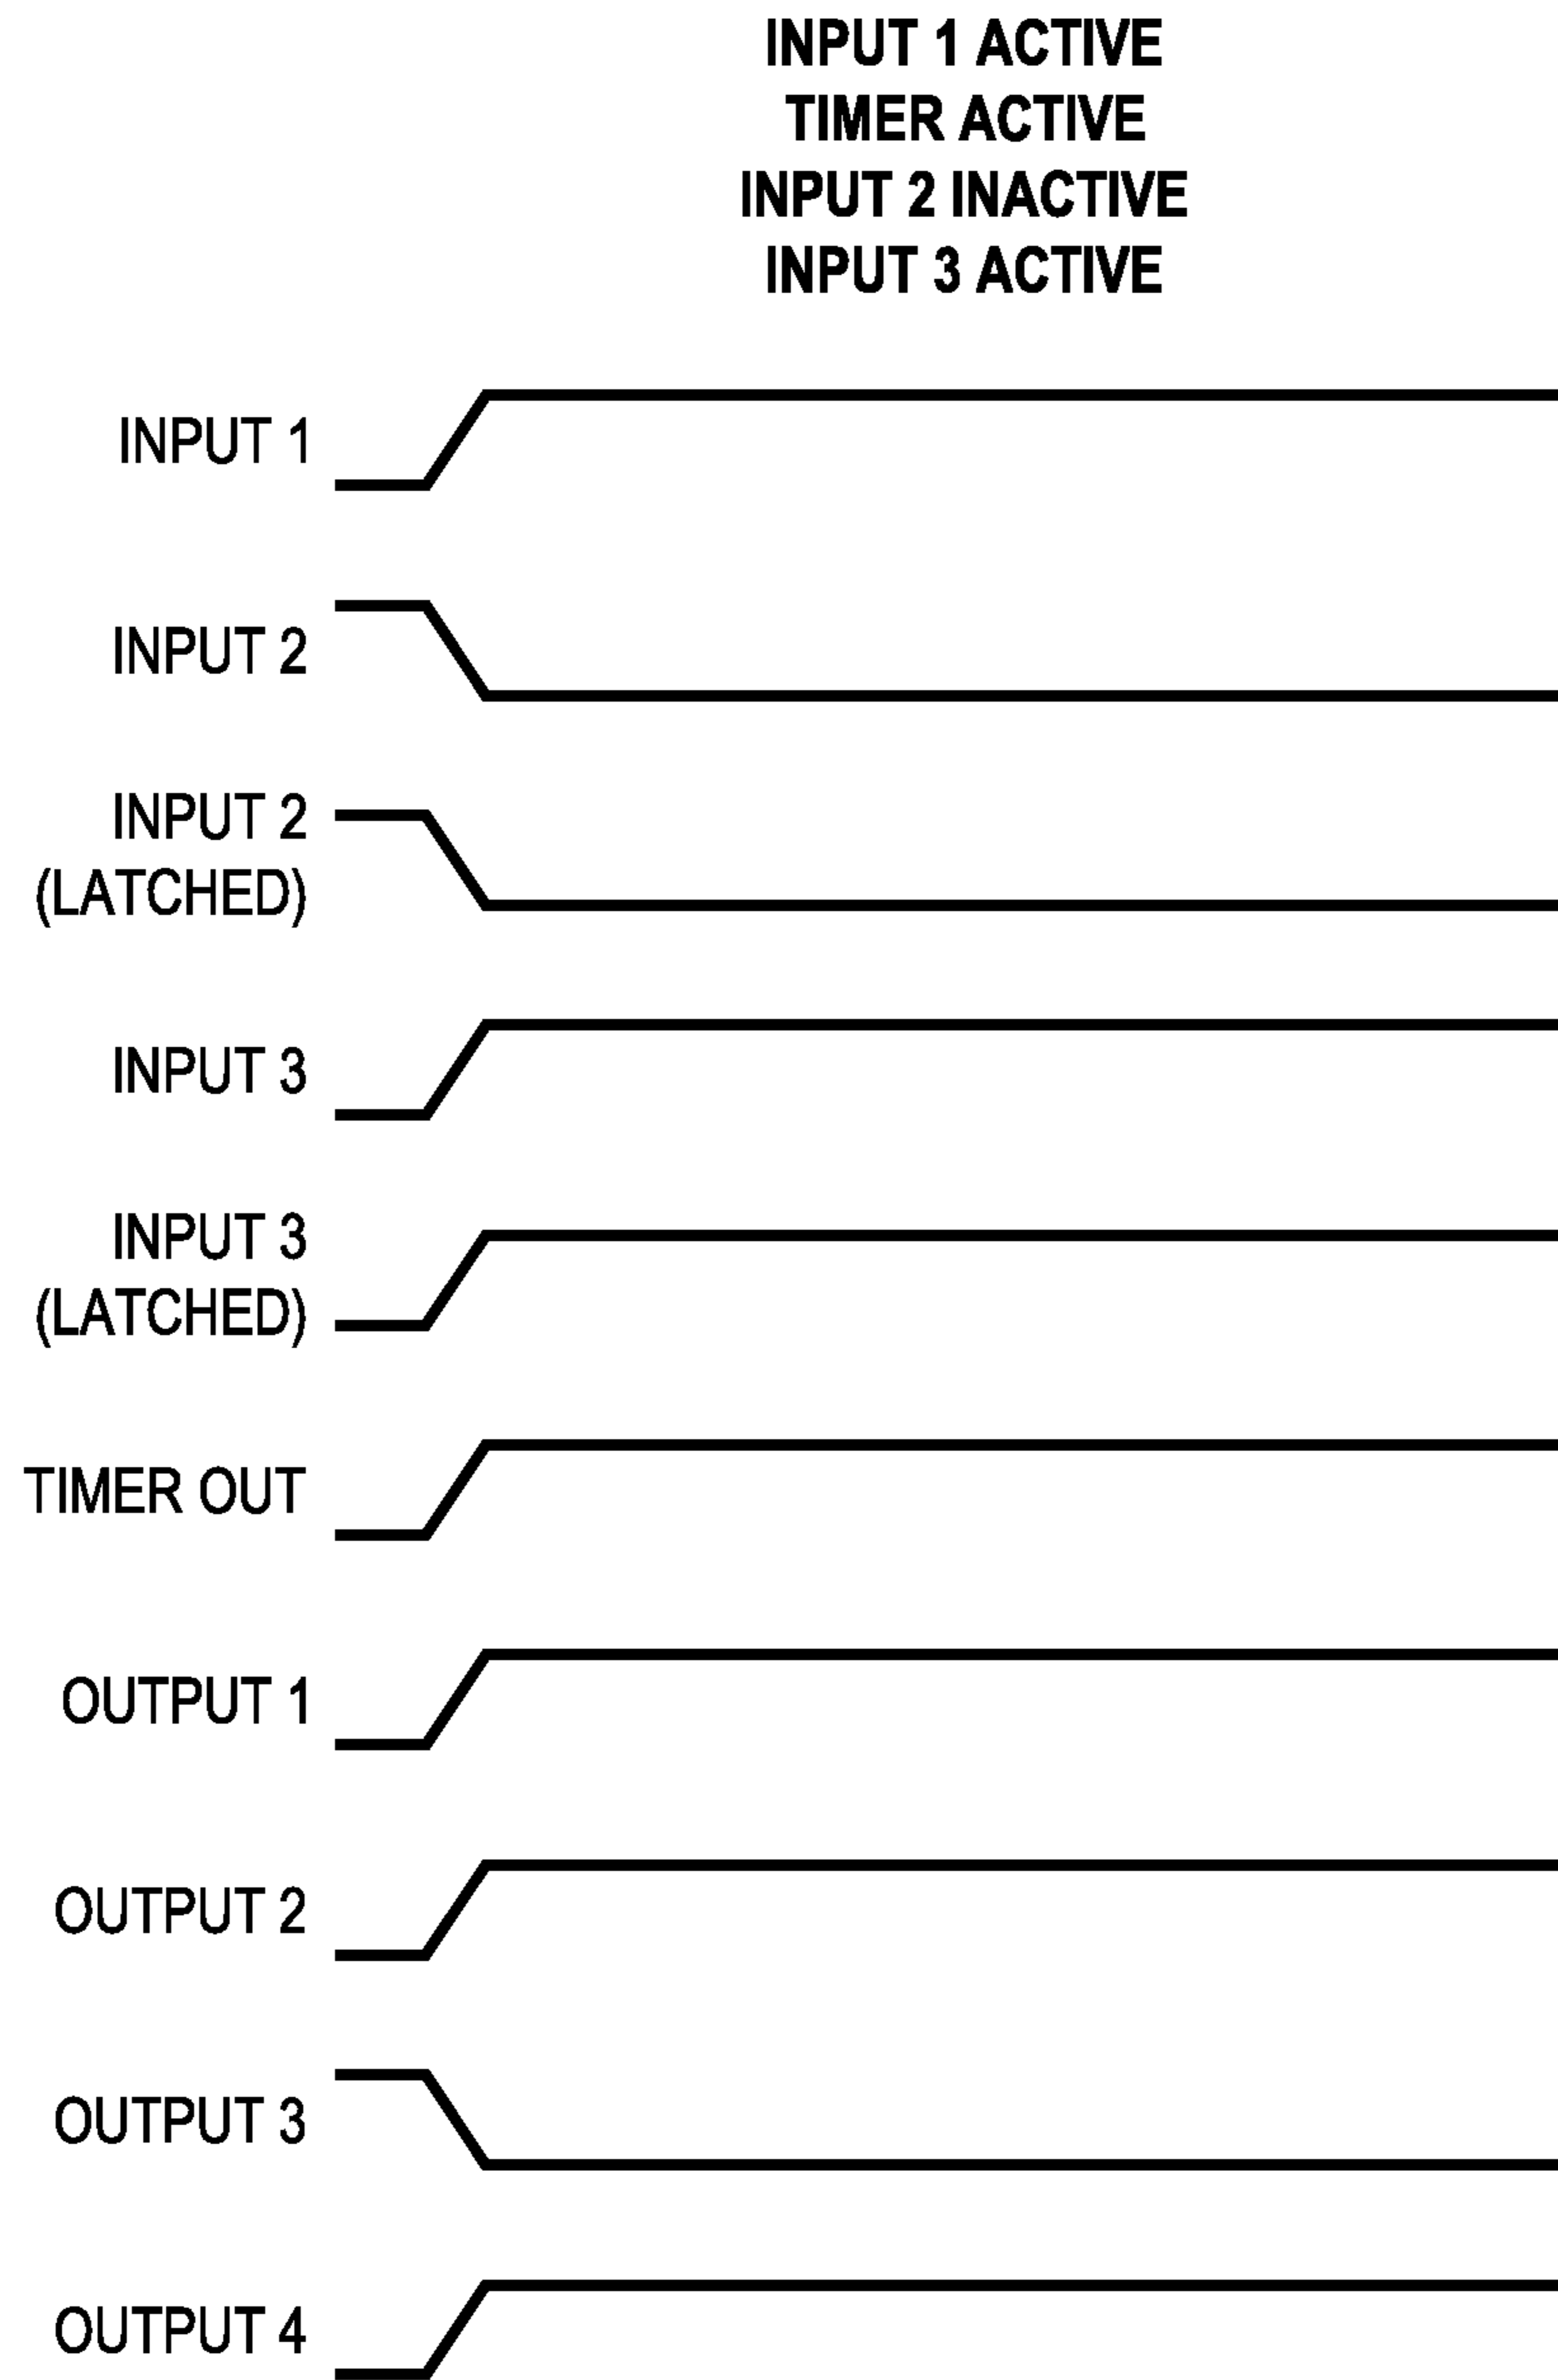 INPUT 1 ACTIVE
TIMER ACTIVE
INPUT 2 INACTIVE
INPUT 3 ACTIVE
INPUT 1
INPUT 2
INPUT 2
(LATCHED)
INPUT 3
INPUT 3
(LATCHED)
TIMER OUT
OUTPUT 1
OUTPUT 2
OUTPUT 3
OUTPUT 4